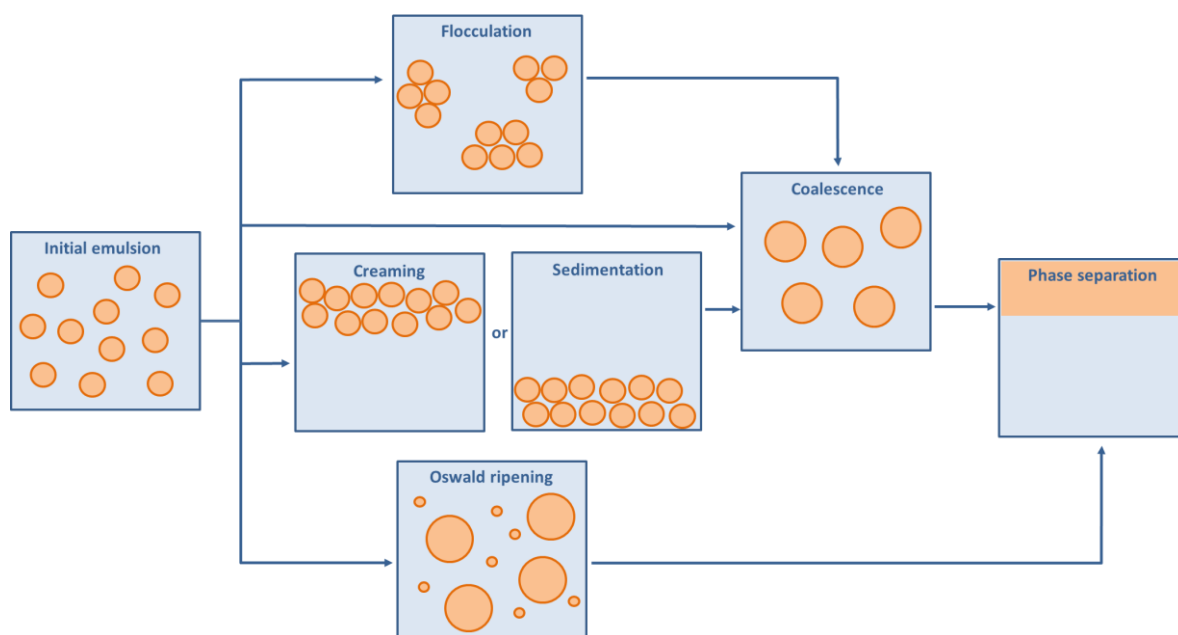 Flocculation
Coalescence
Initial emulsion
Creaming
or
Sedimentation
Phase separation
Oswald ripening